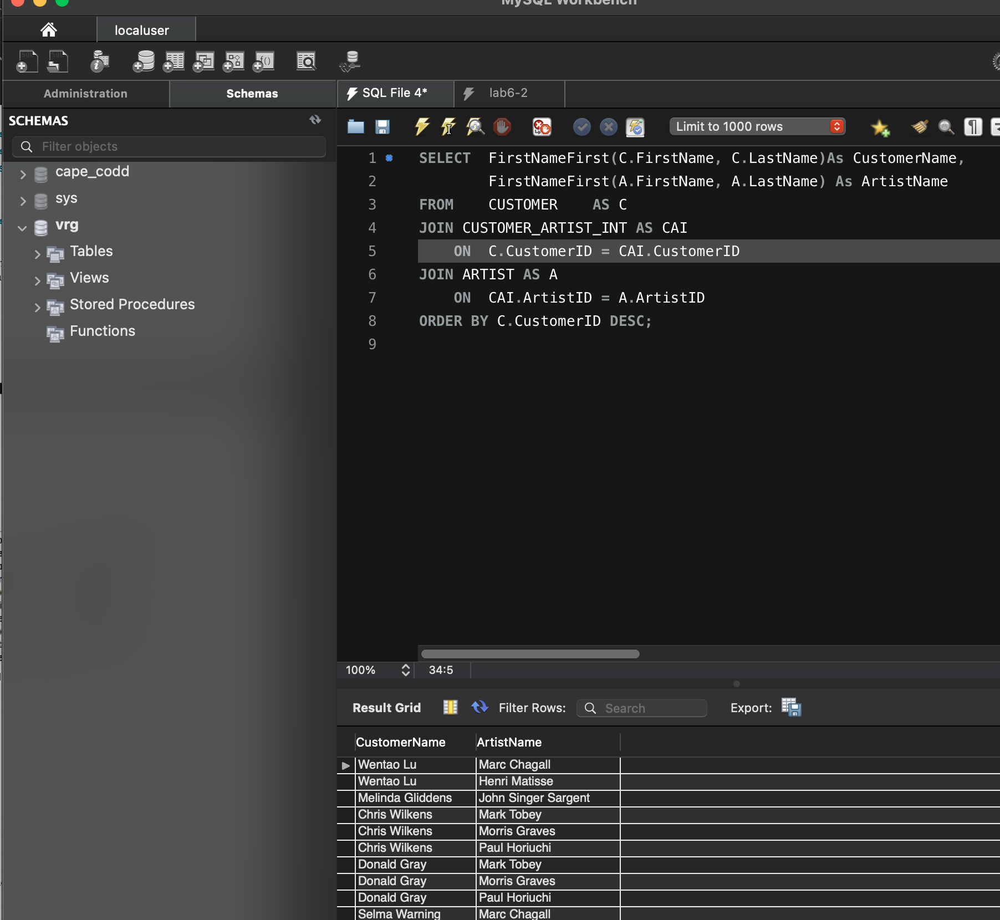 MySQL Workbench
localuser
Administration
Schemas
SQL File 4*
lab6-2
SCHEMAS
Filter objects
cape_codd
sys
vrg
Tables
Views
Stored Procedures
Functions
Limit to 1000 rows
1 SELECT FirstNameFirst(C.FirstName, C.LastName)As CustomerName,
2 FirstNameFirst(A.FirstName, A.LastName) As ArtistName
3 FROM CUSTOMER AS C
4 JOIN CUSTOMER_ARTIST_INT AS CAI
5 ON C.CustomerID = CAI.CustomerID
6 JOIN ARTIST AS A
7 ON CAI.ArtistID = A.ArtistID
8 ORDER BY C.CustomerID DESC;
9
100% 34:5
Result Grid Filter Rows: Search Export:
CustomerName ArtistName
Wentao Lu Marc Chagall
Wentao Lu Henri Matisse
Melinda Gliddens John Singer Sargent
Chris Wilkens Mark Tobey
Chris Wilkens Morris Graves
Chris Wilkens Paul Horiuchi
Donald Gray Mark Tobey
Donald Gray Morris Graves
Donald Gray Paul Horiuchi
Selma Warning Marc Chagall